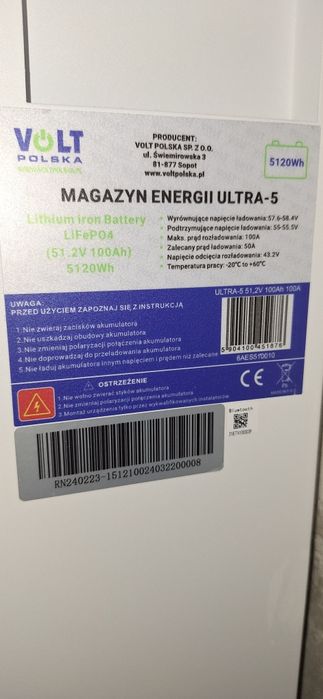 VOLT
POLSKA
PRODUCENT:
VOLT POLSKA SP. Z O.O.
ul. Świemirowska 3
81-877 Sopot
www.voltpolska.pl
5120Wh
MAGAZYN ENERGII ULTRA-5
Lithium iron Battery
LiFePO4
(51.2V 100Ah)
5120Wh
• Wyrównujące napięcie ładowania:57.6-58.4V
• Podtrzymujące napięcie ładowania: 55-55.5V
• Maks. prąd rozładowania: 100A
• Zalecany prąd ładowania: 50A
• Napięcie odcięcia rozładowania: 43.2V
• Temperatura pracy: -20°C to +60°C
UWAGA
PRZED UŻYCIEM ZAPOZNAJ SIĘ Z INSTRUKCJĄ
1.Nie zwieraj zacisków akumulatora
2.Nie uszkadzaj obudowy akumulatora
3.Nie zmieniaj polaryzacji połączenia akumulatora
4.Nie doprowadzaj do przeładowania akumulatora
5.Nie ładuj akumulatora innym napięciem i prądem niż zalecane
ULTRA-5 51,2V 100Ah 100A
5 904100 451876
6AES5T0010
CE
OSTRZEŻENIE
1.Nie wolno zwierać styków akumulatora
2.Nie zmieniaj polaryzacji połączenia akumulatora
3.Montaż urządzenia tylko przez wykwalifikowanych instalatorów
Bluetooth
RN240223-151210024032200008